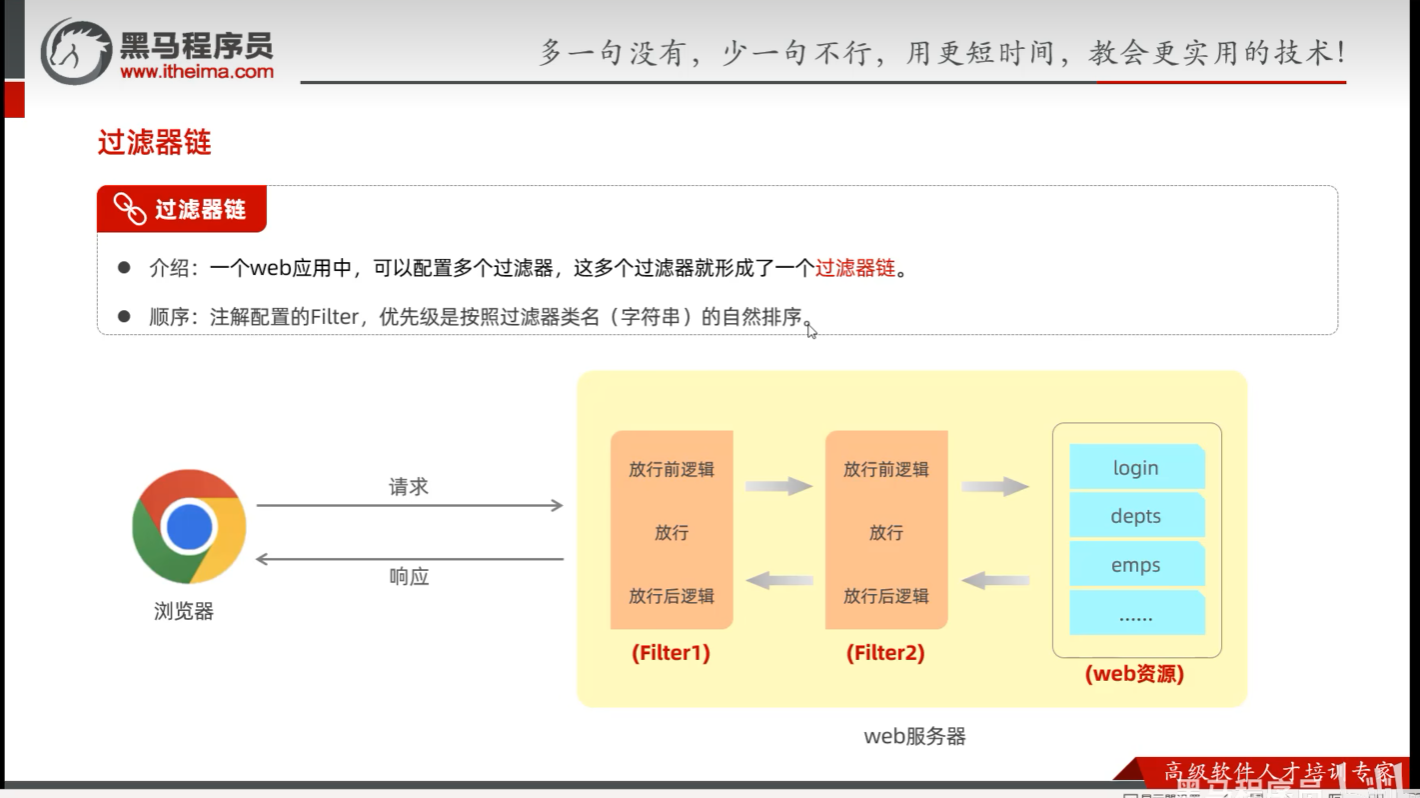 黑马程序员
www.itheima.com
多一句没有，少一句不行，用更短时间，教会更实用的技术！
过滤器链
过滤器链
介绍：一个web应用中，可以配置多个过滤器，这多个过滤器就形成了一个过滤器链。
顺序：注解配置的Filter，优先级是按照过滤器类名（字符串）的自然排序。
请求
响应
浏览器
放行前逻辑
放行
放行后逻辑
(Filter1)
放行前逻辑
放行
放行后逻辑
(Filter2)
login
depts
emps
......
(web资源)
web服务器
高级软件人才培训专家
黑马程序员